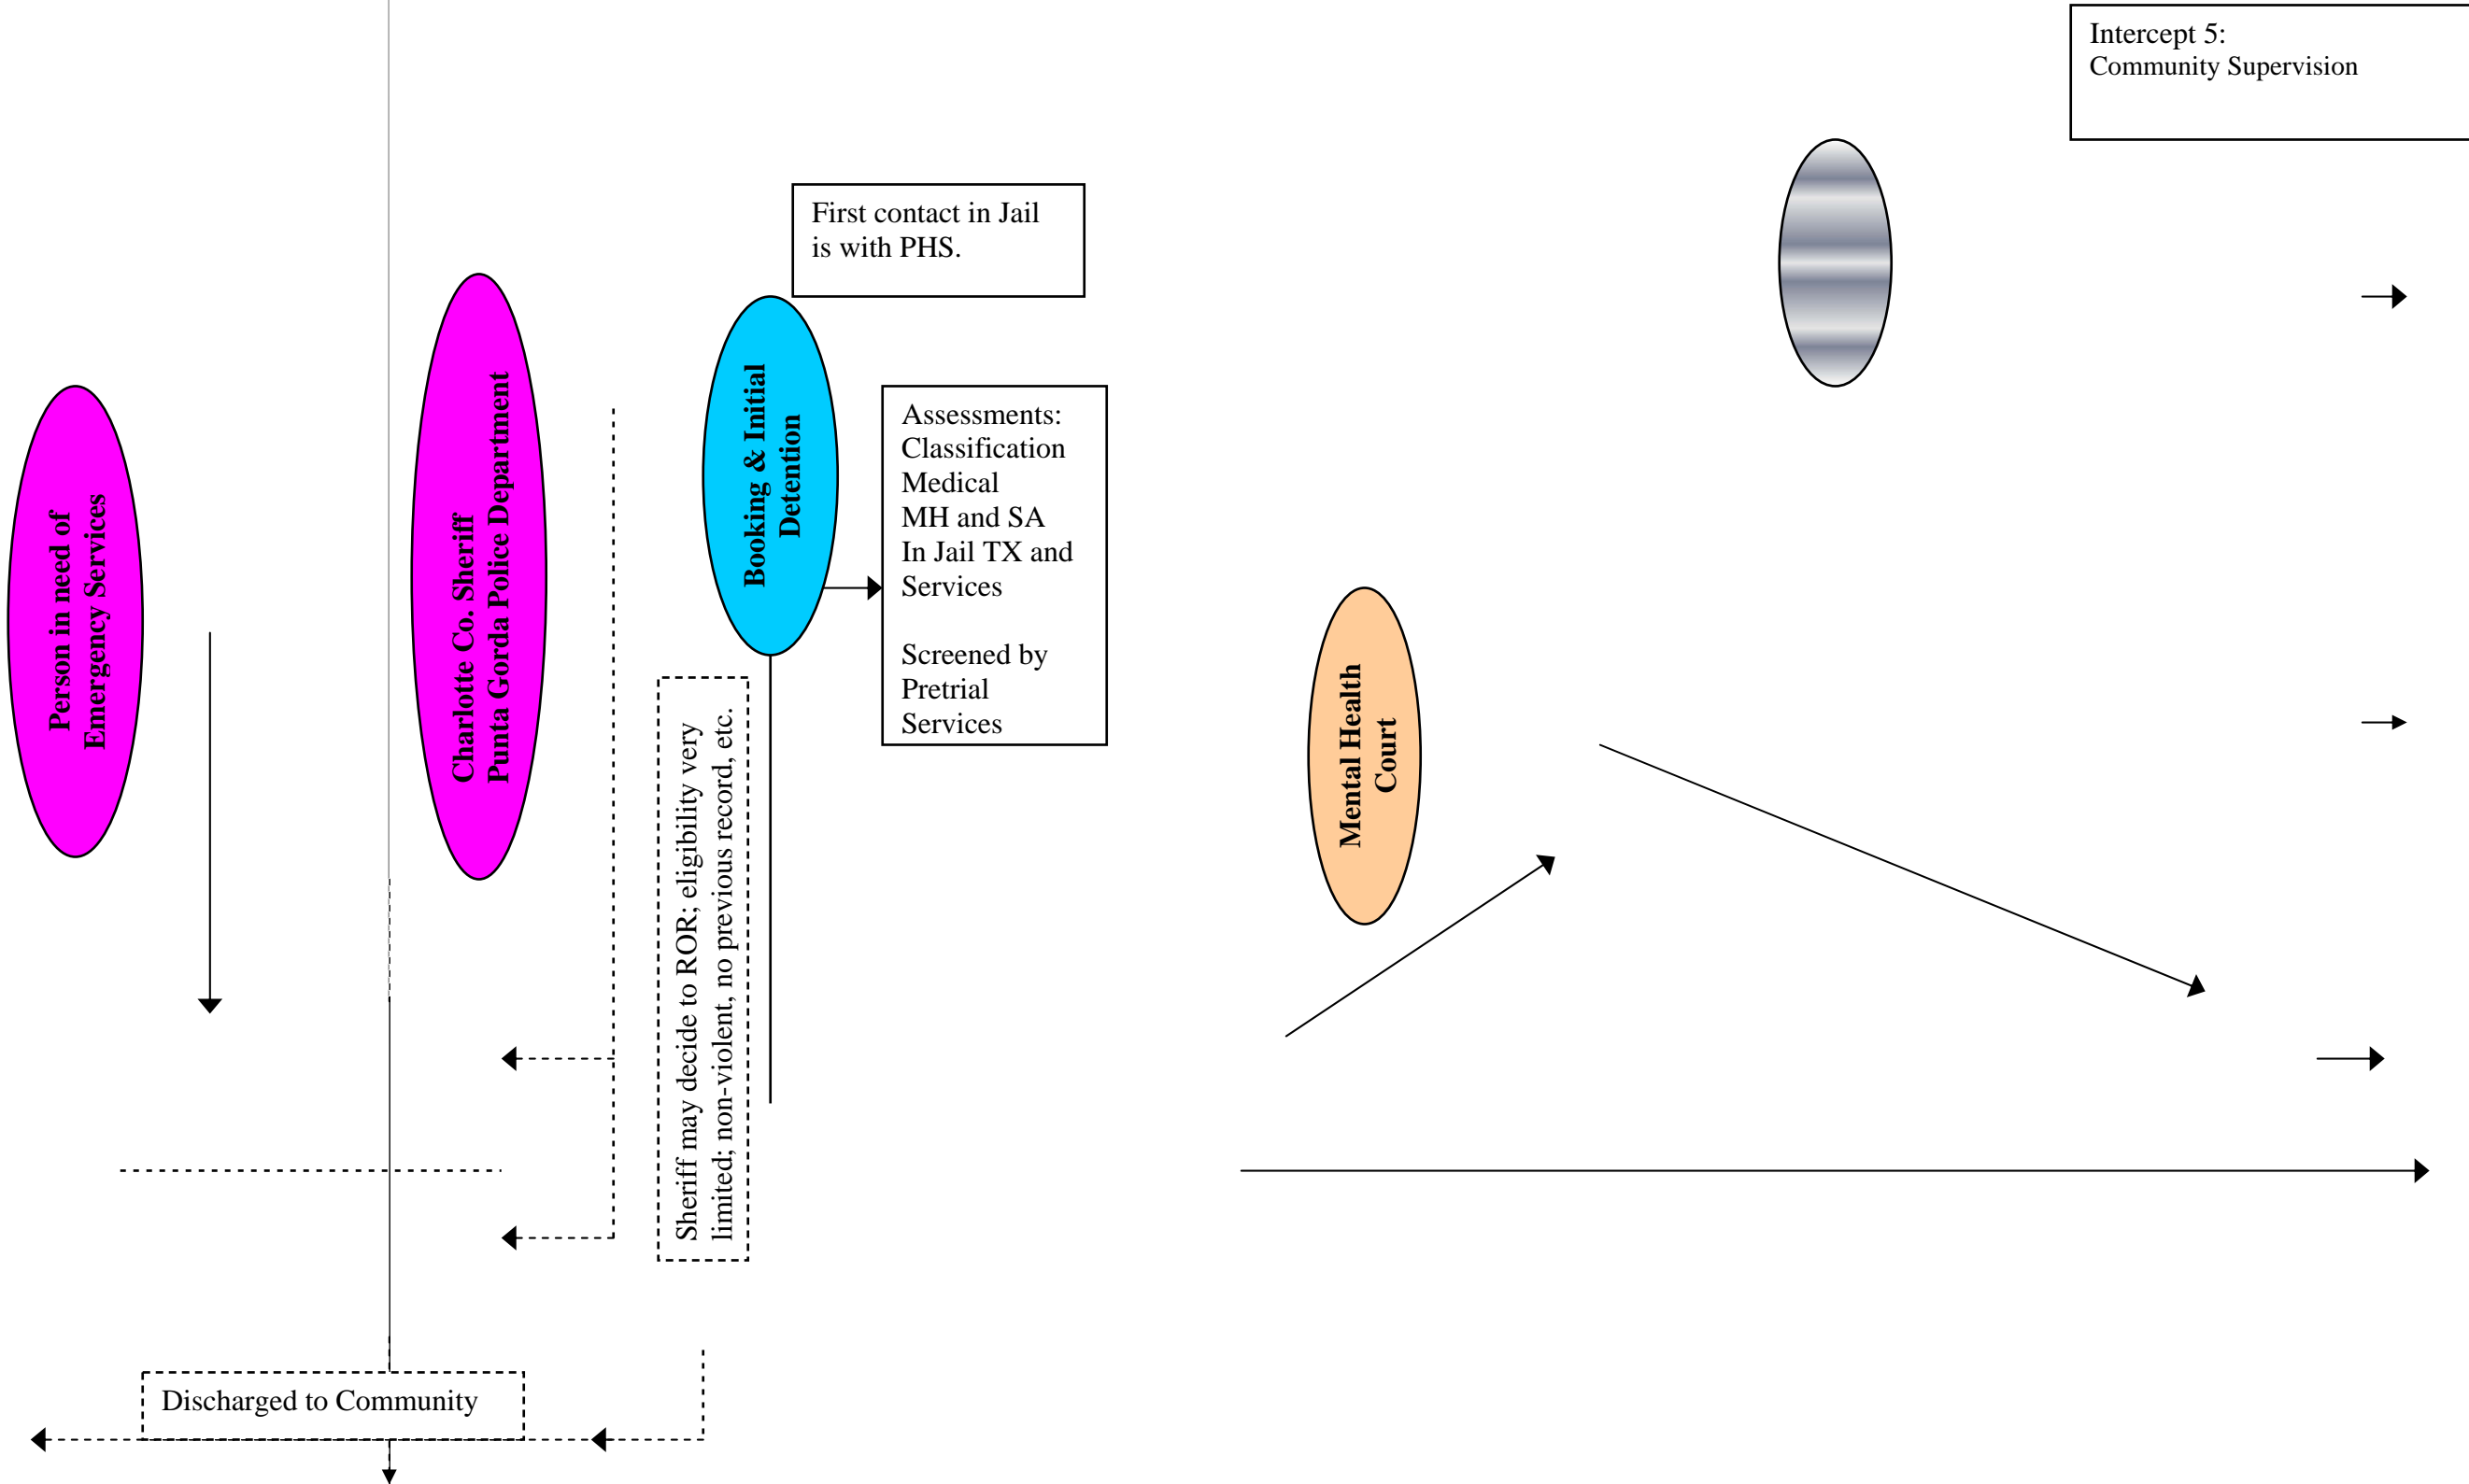 Intercept 5:
Community Supervision
First contact in Jail
is with PHS.
Person in need of
Emergency Services
Charlotte Co. Sheriff
Punta Gorda Police Department
Booking & Initial
Detention
Assessments:
Classification
Medical
MH and SA
In Jail TX and
Services
Screened by
Pretrial
Services
Mental Health
Court
Sheriff may decide to ROR; eligibility very
limited; non-violent, no previous record, etc.
Discharged to Community